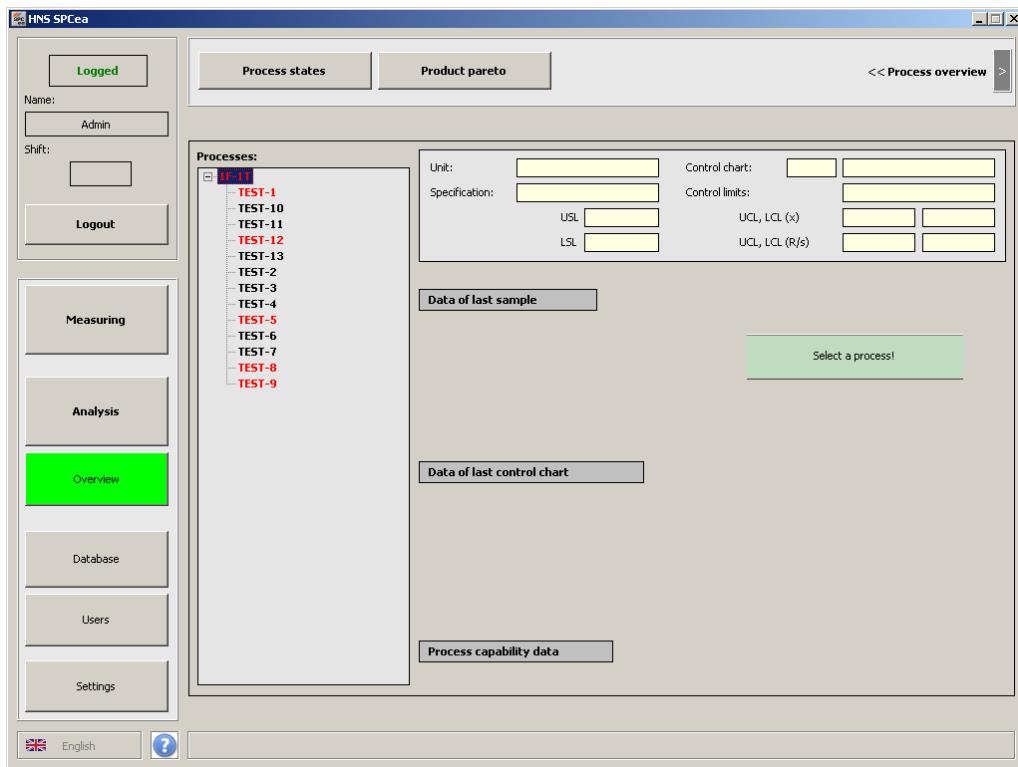 HNS SPCea
Logged
Name:
Admin
Shift:
Logout
Measuring
Analysis
Overview
Database
Users
Settings
English
?
Process states
Product pareto
<< Process overview
>
Processes:
1F-1T
TEST-1
TEST-10
TEST-11
TEST-12
TEST-13
TEST-2
TEST-3
TEST-4
TEST-5
TEST-6
TEST-7
TEST-8
TEST-9
Unit:
Control chart:
Specification:
Control limits:
USL
UCL, LCL (x)
LSL
UCL, LCL (R/s)
Data of last sample
Select a process!
Data of last control chart
Process capability data